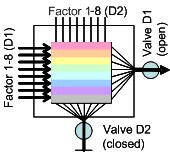 Factor 1-8 (D2)
Factor 1-8 (D1)
Valve D1
(open)
Valve D2
(closed)